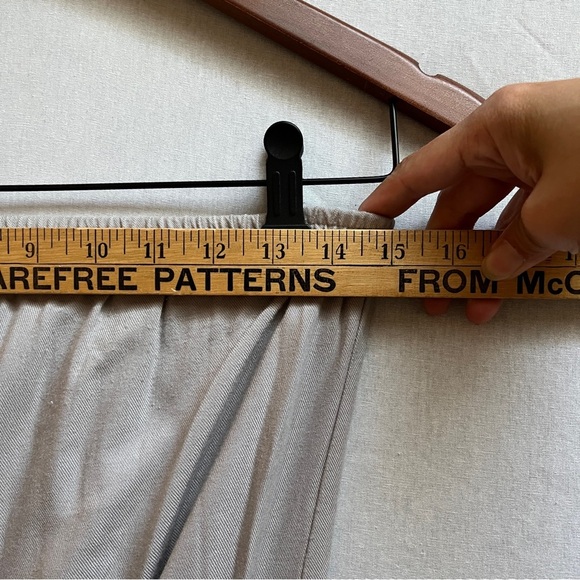 9 10 11 12 13 14 15 16
AREFREE PATTERNS FROM McC